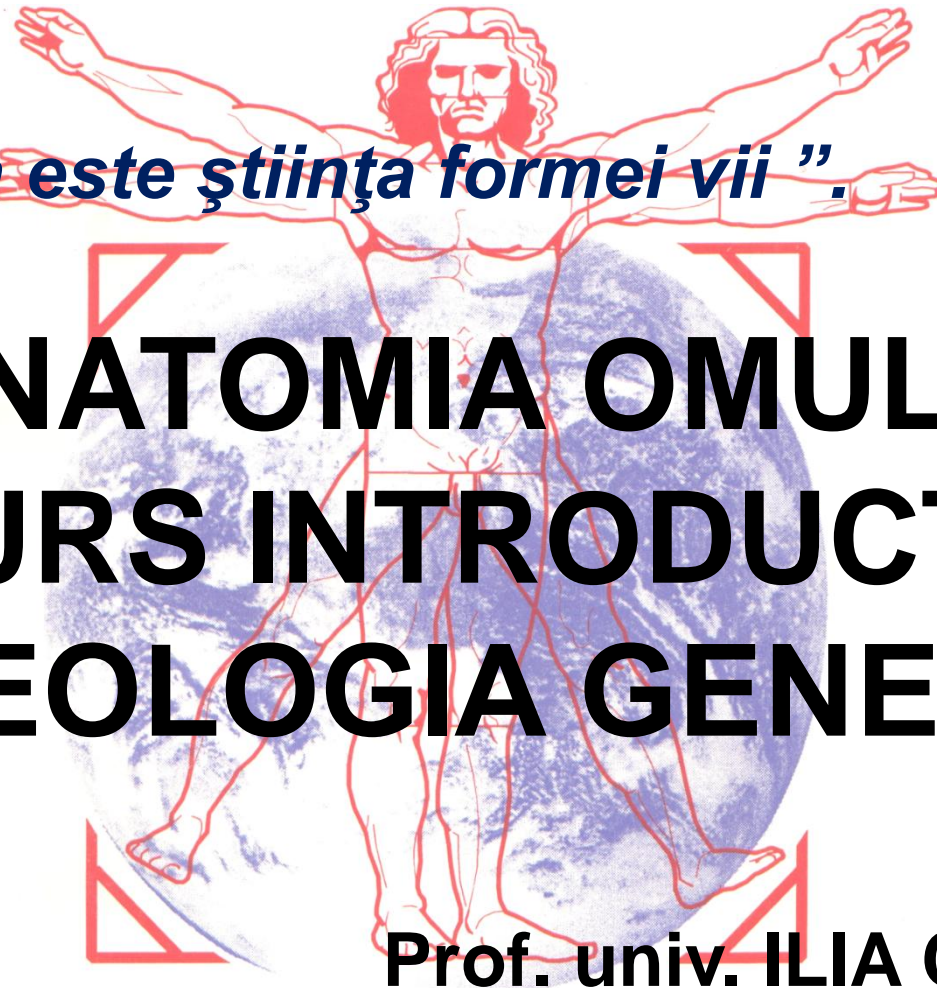 este ştiinţa formei vii ”.
NATOMIA OMUL
URS INTRODUCT
EOLOGIA GENE
Prof. univ. ILIA